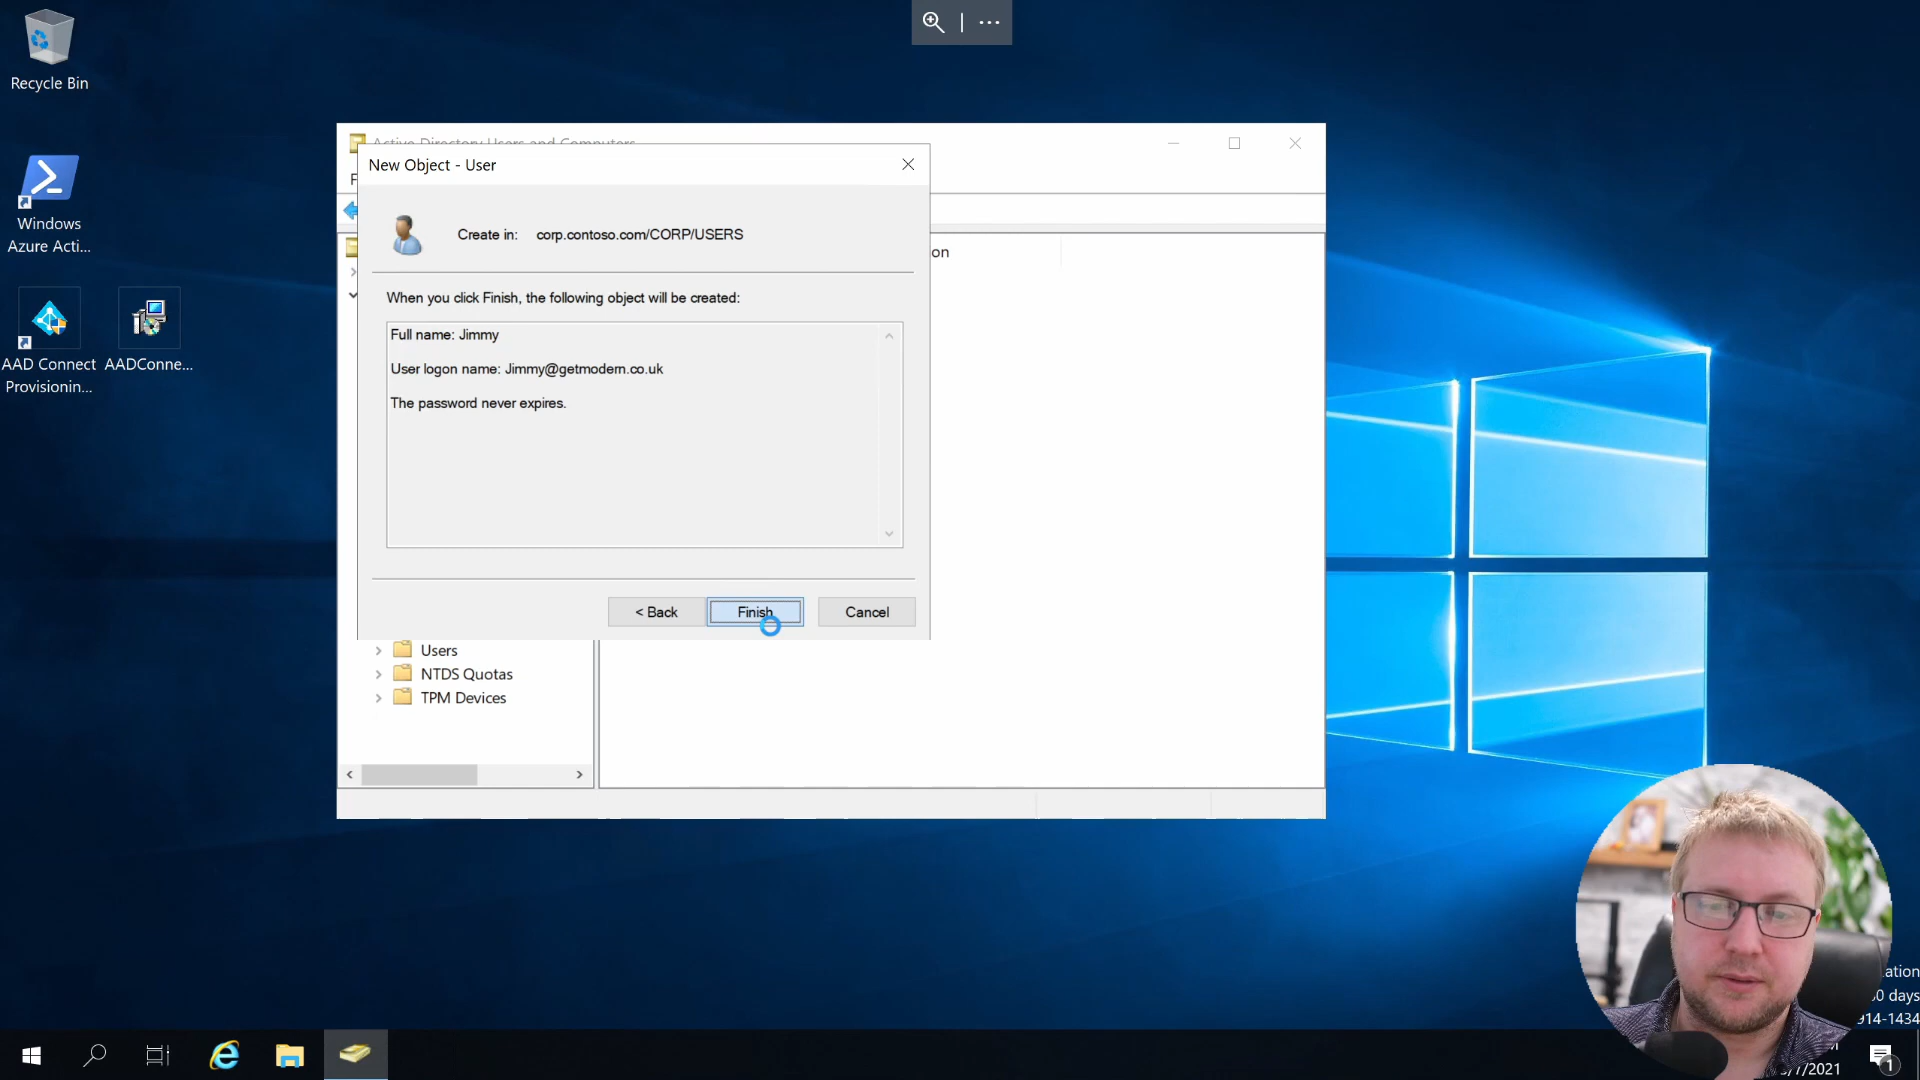 Recycle Bin
Windows
Azure Acti...
AAD Connect
Provisionin...
AADConne...
Active Directory Users and Computers
F
New Object - User
Create in: corp.contoso.com/CORP/USERS
on
When you click Finish, the following object will be created:
Full name: Jimmy
User logon name: Jimmy@getmodern.co.uk
The password never expires.
< Back
Finish
Cancel
Users
NTDS Quotas
TPM Devices
ation
0 days
914-1434
/7/2021
1